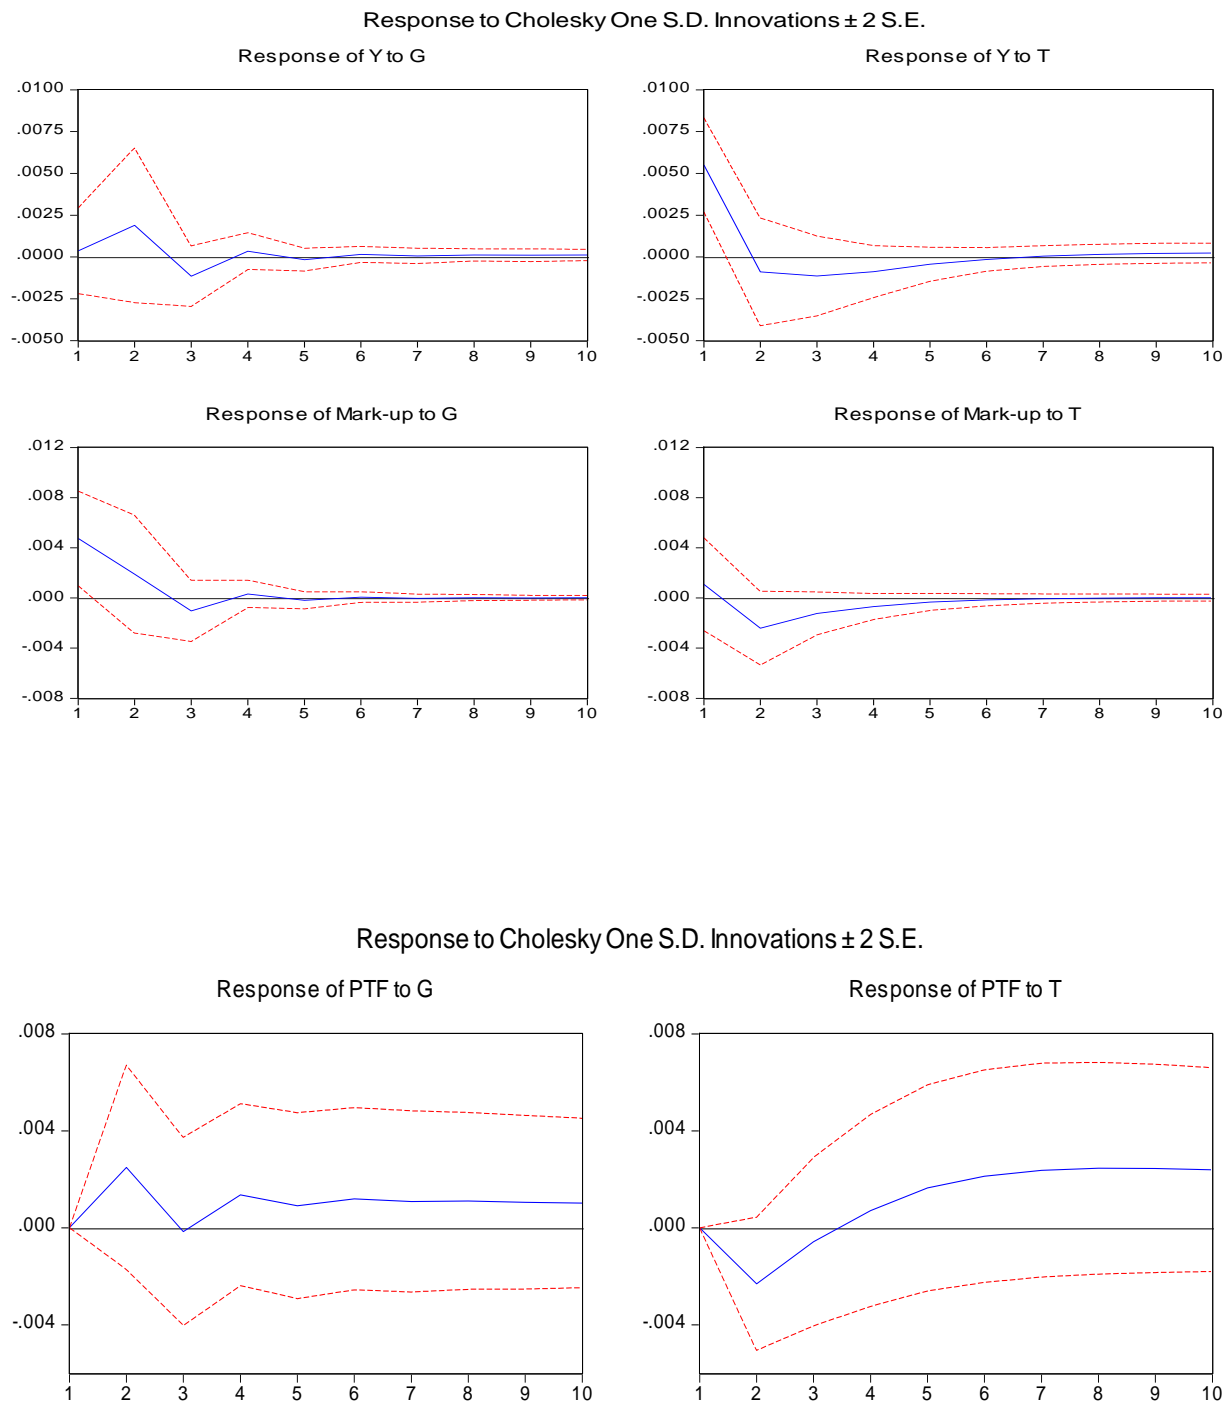 Response to Cholesky One S.D. Innovations ± 2 S.E.
Response of Y to G
.0100
.0075
.0050
.0025
.0000
-.0025
-.0050
1 2 3 4 5 6 7 8 9 10
Response of Y to T
.0100
.0075
.0050
.0025
.0000
-.0025
-.0050
1 2 3 4 5 6 7 8 9 10
Response of Mark-up to G
.012
.008
.004
.000
-.004
-.008
1 2 3 4 5 6 7 8 9 10
Response of Mark-up to T
.012
.008
.004
.000
-.004
-.008
1 2 3 4 5 6 7 8 9 10
Response to Cholesky One S.D. Innovations ± 2 S.E.
Response of PTF to G
.008
.004
.000
-.004
1 2 3 4 5 6 7 8 9 10
Response of PTF to T
.008
.004
.000
-.004
1 2 3 4 5 6 7 8 9 10